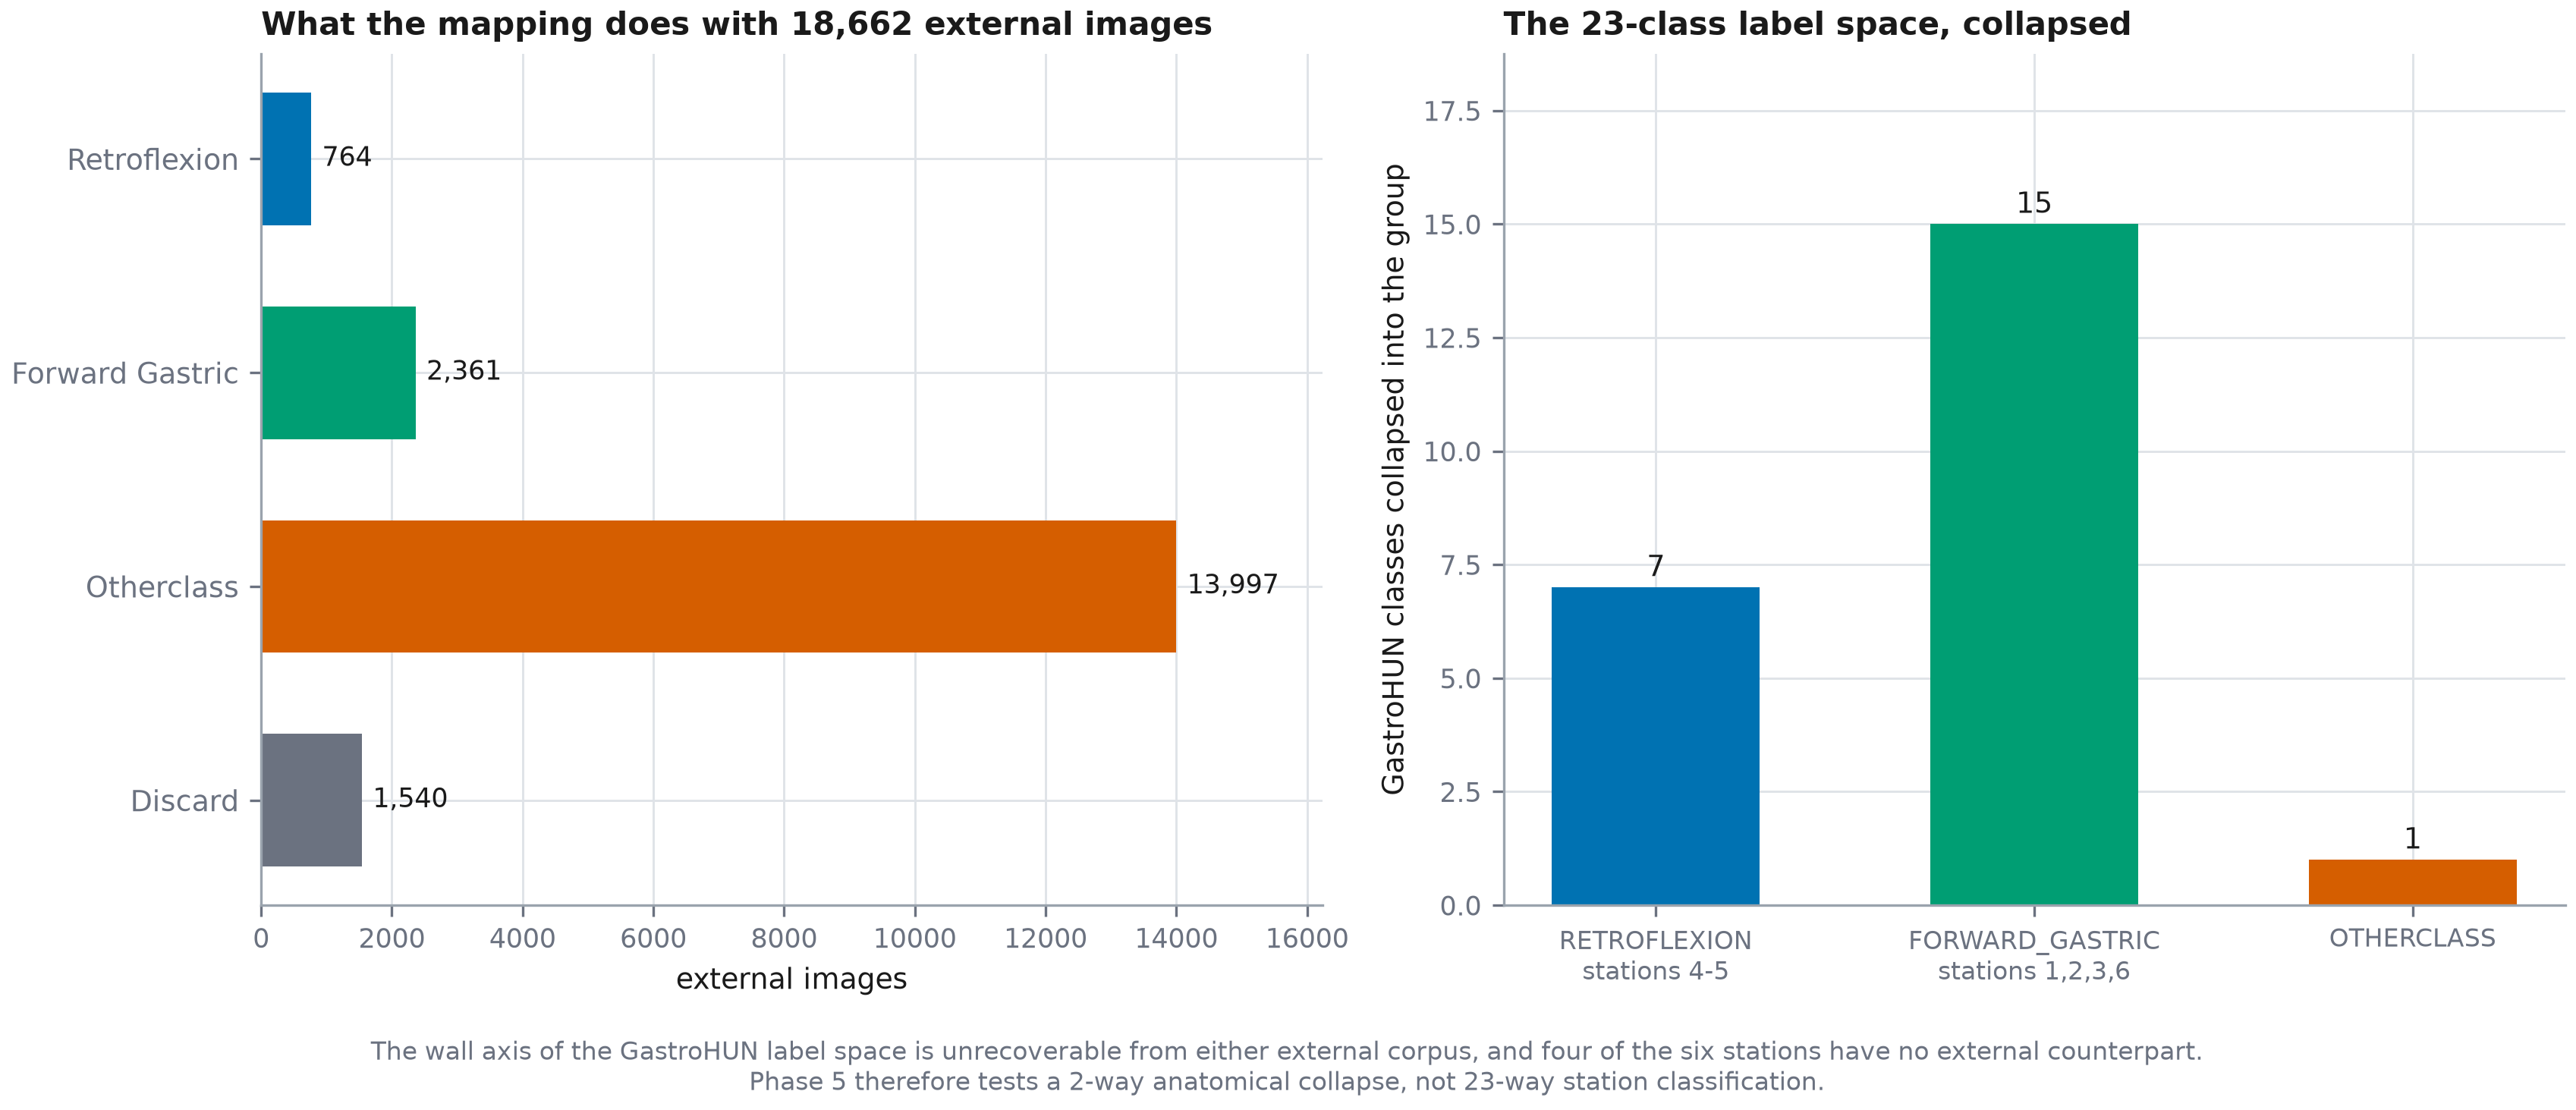 What the mapping does with 18,662 external images
Retroflexion
764
Forward Gastric
2,361
Otherclass
13,997
Discard
1,540
0 2000 4000 6000 8000 10000 12000 14000 16000
external images
The 23-class label space, collapsed
GastroHUN classes collapsed into the group
17.5
15.0
12.5
10.0
7.5
5.0
2.5
0.0
7
15
1
RETROFLEXION
stations 4-5
FORWARD_GASTRIC
stations 1,2,3,6
OTHERCLASS
The wall axis of the GastroHUN label space is unrecoverable from either external corpus, and four of the six stations have no external counterpart.
Phase 5 therefore tests a 2-way anatomical collapse, not 23-way station classification.